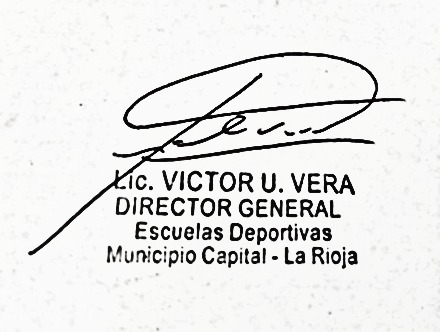 Lic. VICTOR U. VERA
DIRECTOR GENERAL
Escuelas Deportivas
Municipio Capital - La Rioja